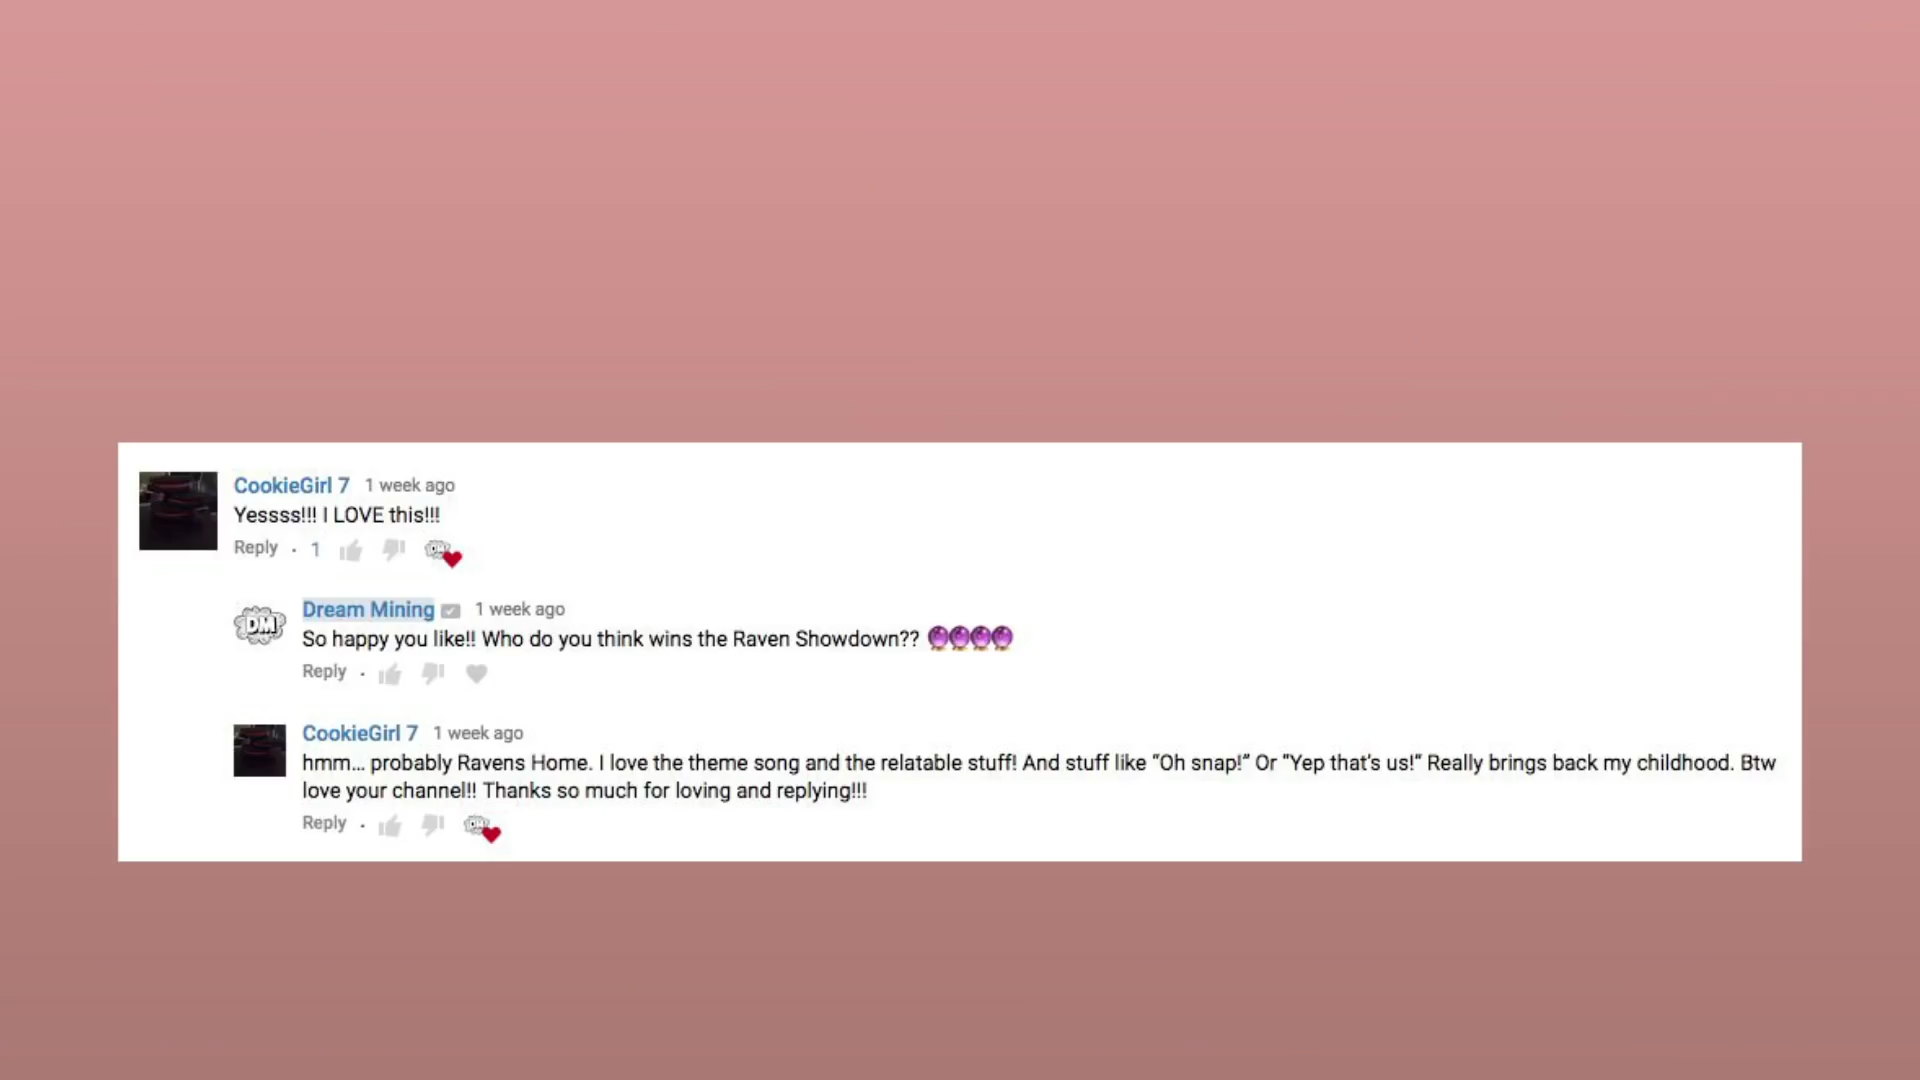 CookieGirl 7 1 week ago
Yessss!!! I LOVE this!!!
Reply · 1
DM
Dream Mining 1 week ago
So happy you like!! Who do you think wins the Raven Showdown?? 🔮🔮🔮🔮
Reply ·
CookieGirl 7 1 week ago
hmm... probably Ravens Home. I love the theme song and the relatable stuff! And stuff like “Oh snap!” Or “Yep that’s us!” Really brings back my childhood. Btw
love your channel!! Thanks so much for loving and replying!!!
Reply ·